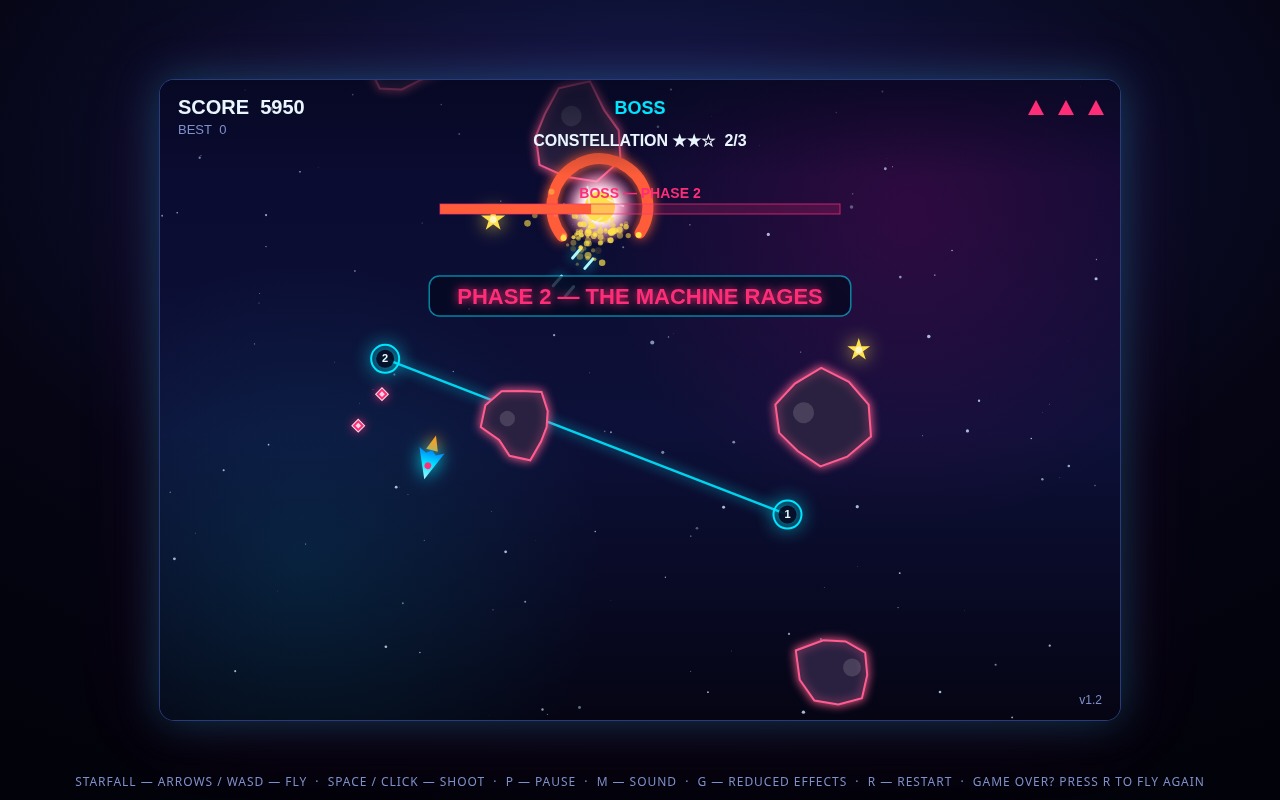 SCORE 5950
BEST 0
BOSS
CONSTELLATION ★★☆ 2/3
BOSS — PHASE 2
PHASE 2 — THE MACHINE RAGES
2
1
v1.2
STARFALL — ARROWS / WASD — FLY · SPACE / CLICK — SHOOT · P — PAUSE · M — SOUND · G — REDUCED EFFECTS · R — RESTART · GAME OVER? PRESS R TO FLY AGAIN